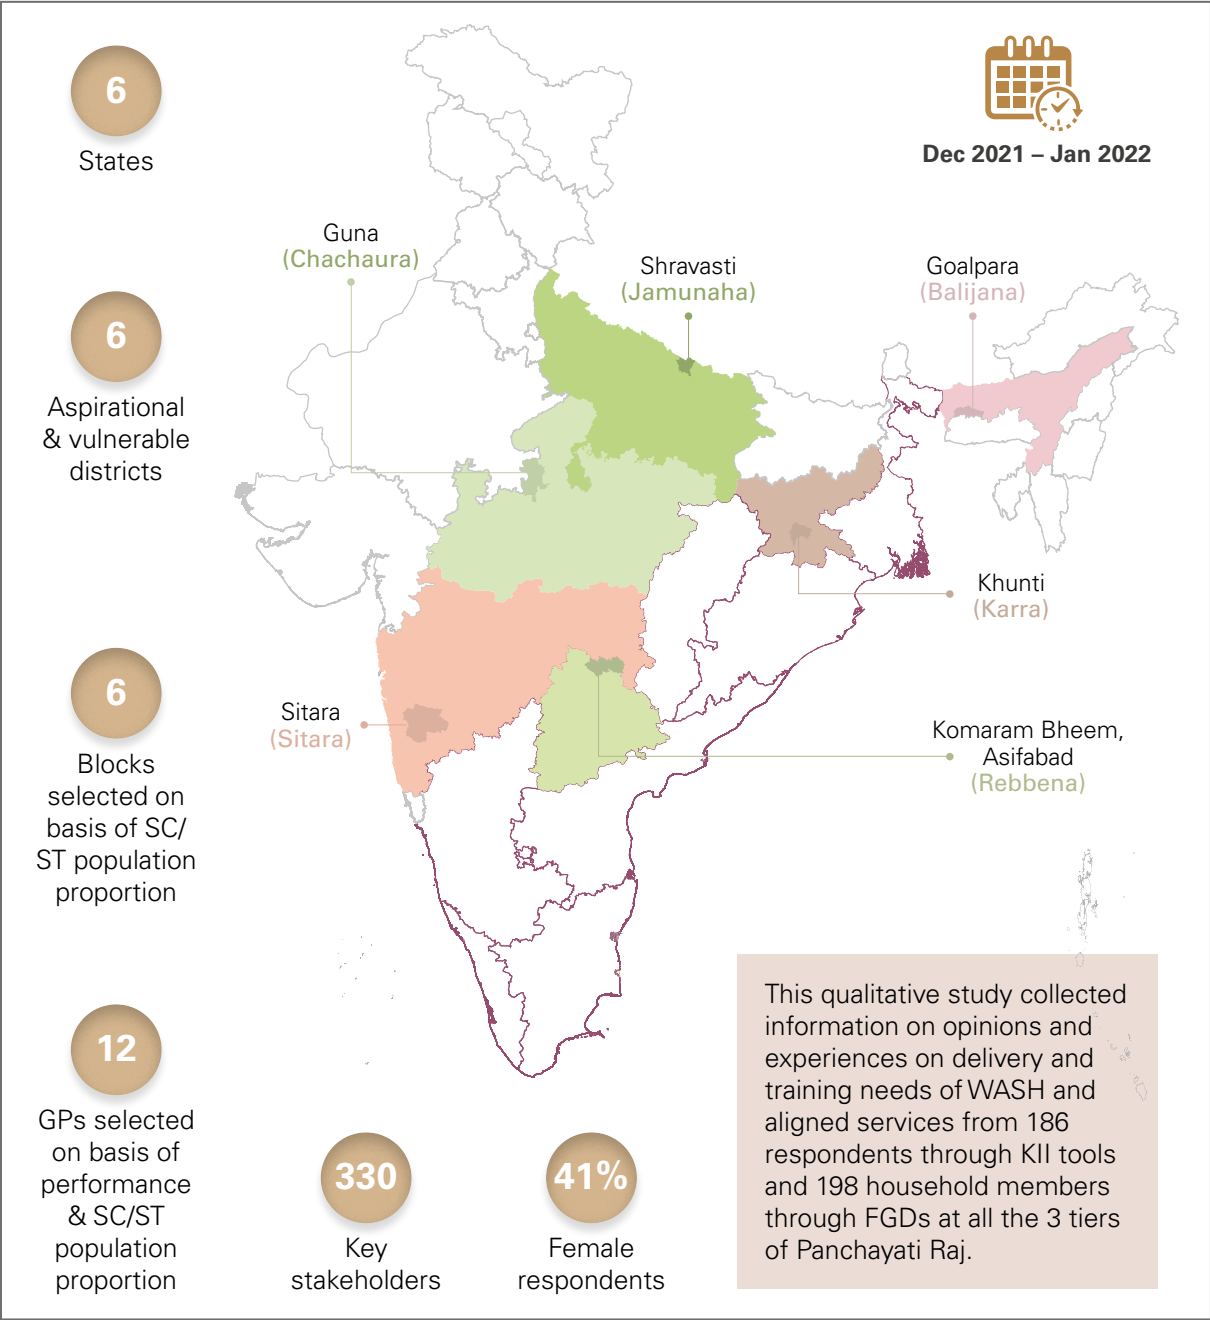 6
States
Dec 2021 – Jan 2022
Guna
(Chachaura)
Shravasti
(Jamunaha)
Goalpara
(Balijana)
6
Aspirational
& vulnerable
districts
Khunti
(Karra)
6
Blocks
selected on
basis of SC/
ST population
proportion
Sitara
(Sitara)
Komaram Bheem,
Asifabad
(Rebbena)
12
GPs selected
on basis of
performance
& SC/ST
population
proportion
330
Key
stakeholders
41%
Female
respondents
This qualitative study collected
information on opinions and
experiences on delivery and
training needs of WASH and
aligned services from 186
respondents through KII tools
and 198 household members
through FGDs at all the 3 tiers
of Panchayati Raj.